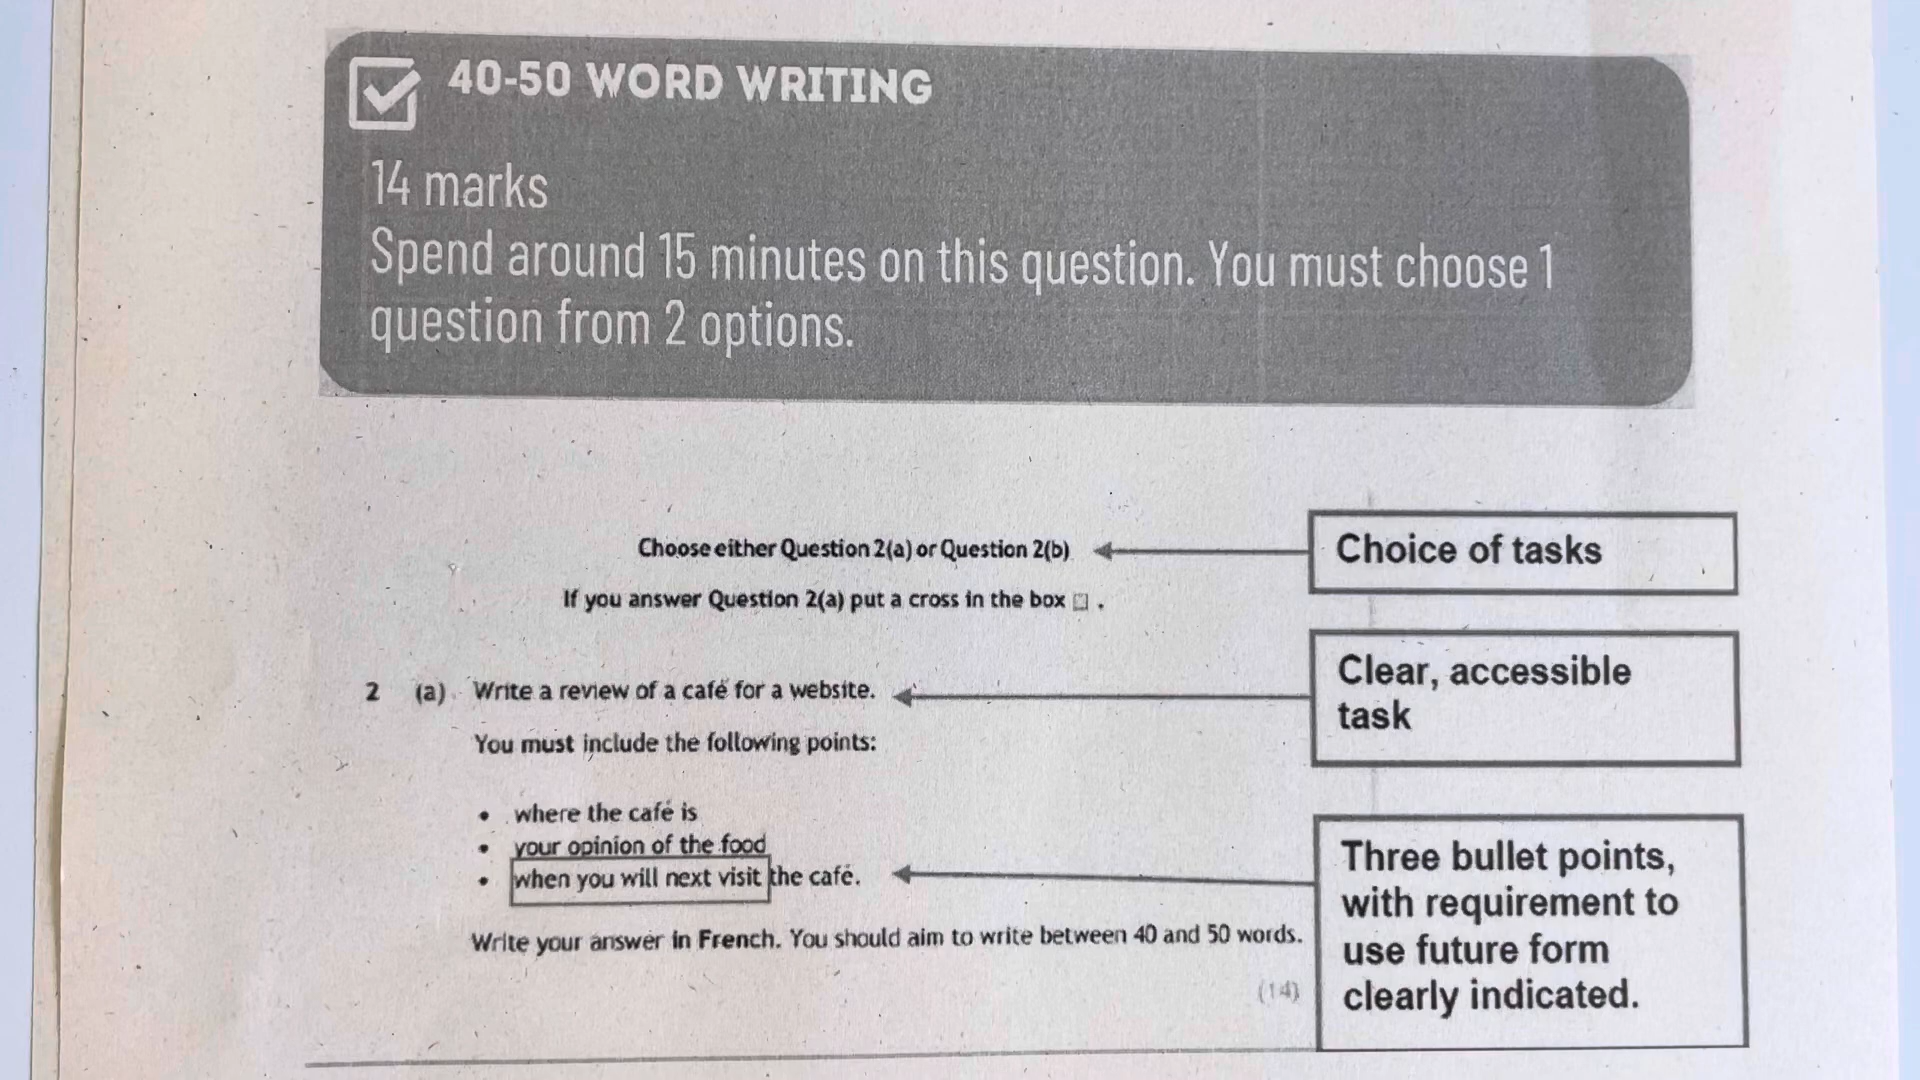 40-50 WORD WRITING
14 marks
Spend around 15 minutes on this question. You must choose 1
question from 2 options.
Choose either Question 2(a) or Question 2(b)
Choice of tasks
If you answer Question 2(a) put a cross in the box □ .
2 (a) Write a review of a café for a website.
Clear, accessible
task
You must include the following points:
• where the café is
• your opinion of the food
• when you will next visit the café.
Three bullet points,
with requirement to
use future form
clearly indicated.
Write your answer in French. You should aim to write between 40 and 50 words.
(14)